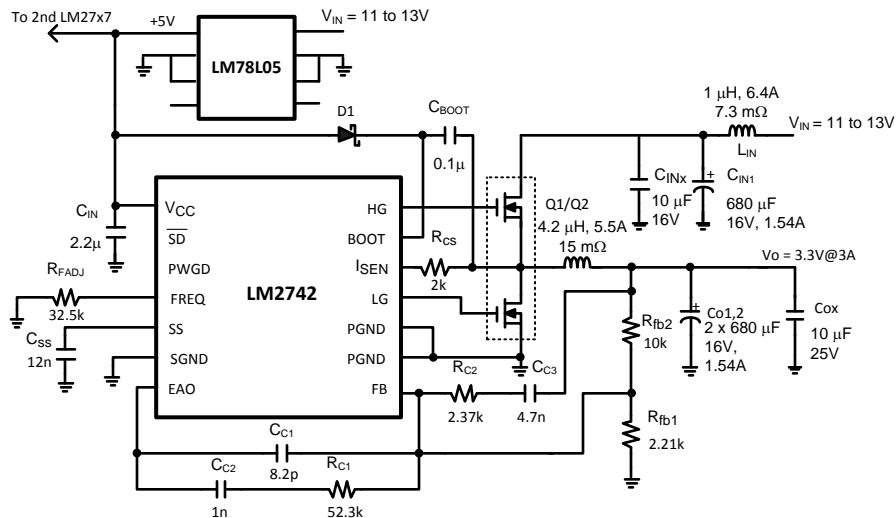 To 2nd LM27x7
+5V
V_IN = 11 to 13V
LM78L05
D1
C_BOOT
0.1μ
1 μH, 6.4A
7.3 mΩ
L_IN
V_IN = 11 to 13V
C_INx
10 μF
16V
+
C_IN1
680 μF
16V, 1.54A
C_IN
2.2μ
V_CC
SD
PWGD
FREQ
SS
SGND
EAO
LM2742
HG
BOOT
I_SEN
LG
PGND
PGND
FB
Q1/Q2
4.2 μH, 5.5A
15 mΩ
R_CS
2k
Vo = 3.3V@3A
R_FADJ
32.5k
C_SS
12n
R_fb2
10k
+
Co1,2
2 x 680 μF
16V,
1.54A
Cox
10 μF
25V
R_C2
2.37k
C_C3
4.7n
R_fb1
2.21k
C_C1
8.2p
C_C2
1n
R_C1
52.3k